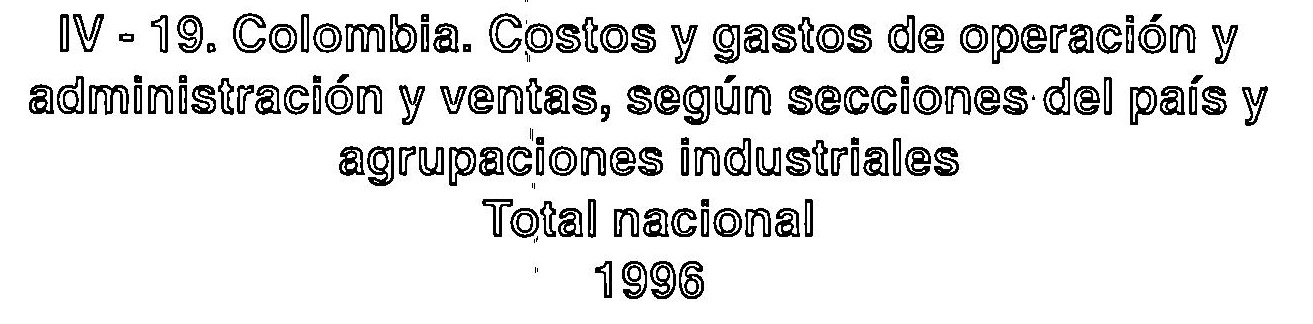 IV - 19. Colombia. Costos y gastos de operación y
administración y ventas, según secciones del país y
agrupaciones industriales
Total nacional
1996